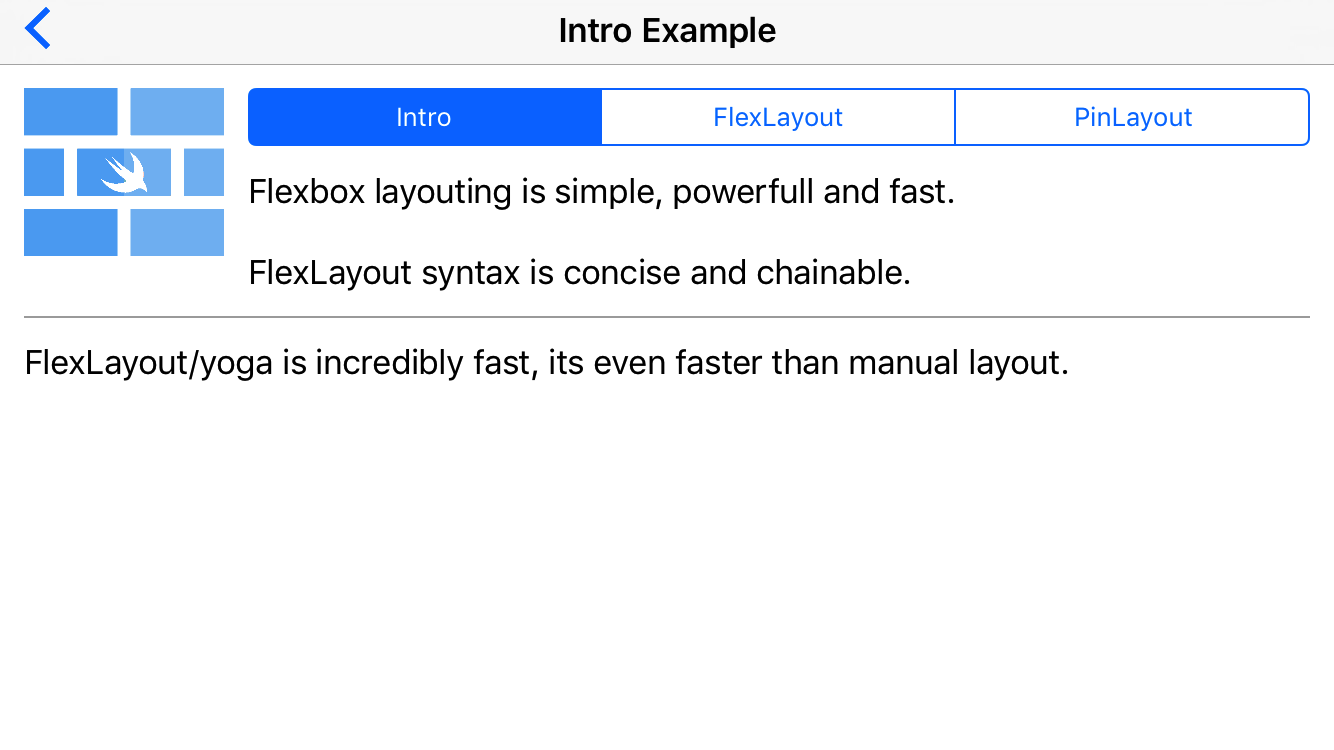 Intro Example
Intro
FlexLayout
PinLayout
Flexbox layouting is simple, powerfull and fast.
FlexLayout syntax is concise and chainable.
FlexLayout/yoga is incredibly fast, its even faster than manual layout.